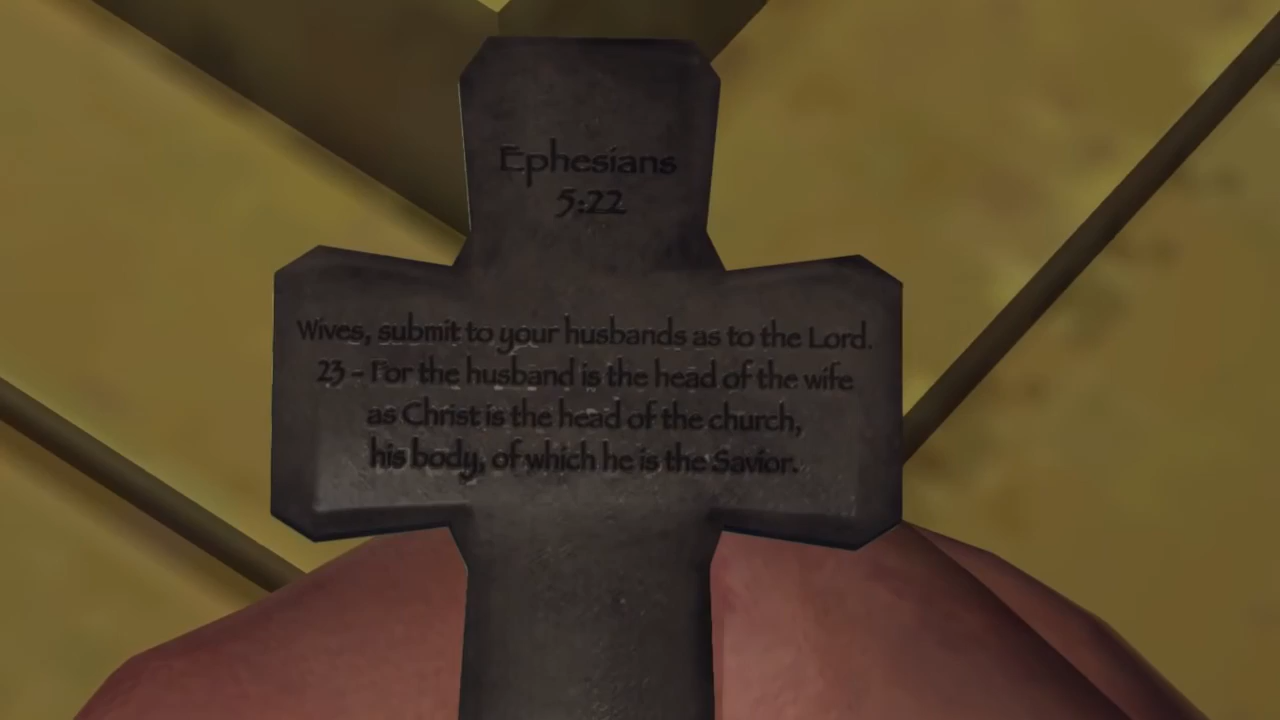 Ephesians
5:22
Wives, submit to your husbands as to the Lord.
23 - For the husband is the head of the wife
as Christ is the head of the church,
his body, of which he is the Savior.